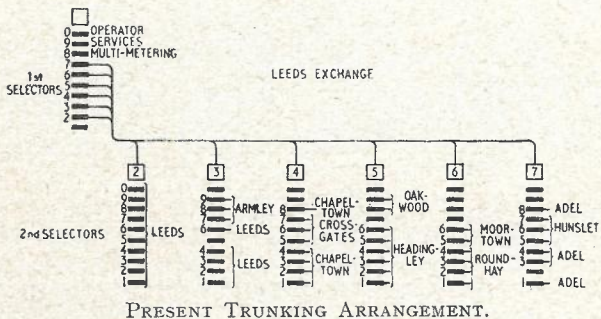 0 OPERATOR
9 SERVICES
8 MULTI-METERING
7
6
5
4
3
2
1st
SELECTORS
LEEDS EXCHANGE
2 3 4 5 6 7
2nd SELECTORS
0
9
8
7
6
5
4
3
2
1
LEEDS
9
8
7
ARMLEY
6 LEEDS
4
3
2
1
LEEDS
8 CHAPEL-
TOWN
7
6
5
CROSS-
GATES
4
3
2
1
CHAPEL-
TOWN
OAK-
WOOD
6
5
4
3
2
1
HEADING-
LEY
6
5
MOOR-
TOWN
4
3
2
ROUND-
HAY
8 ADEL
7
6
5
HUNSLET
4
3
ADEL
1 ADEL
PRESENT TRUNKING ARRANGEMENT.